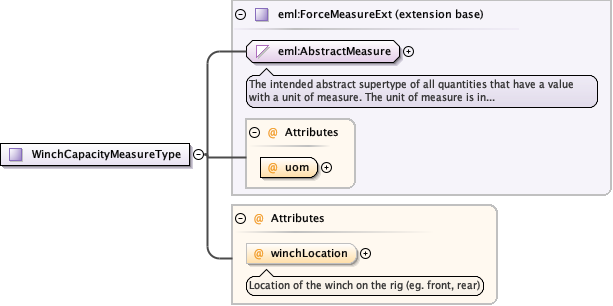 eml:ForceMeasureExt (extension base)
eml:AbstractMeasure
The intended abstract supertype of all quantities that have a value
with a unit of measure. The unit of measure is in...
@ Attributes
@ uom
WinchCapacityMeasureType
@ Attributes
@ winchLocation
Location of the winch on the rig (eg. front, rear)